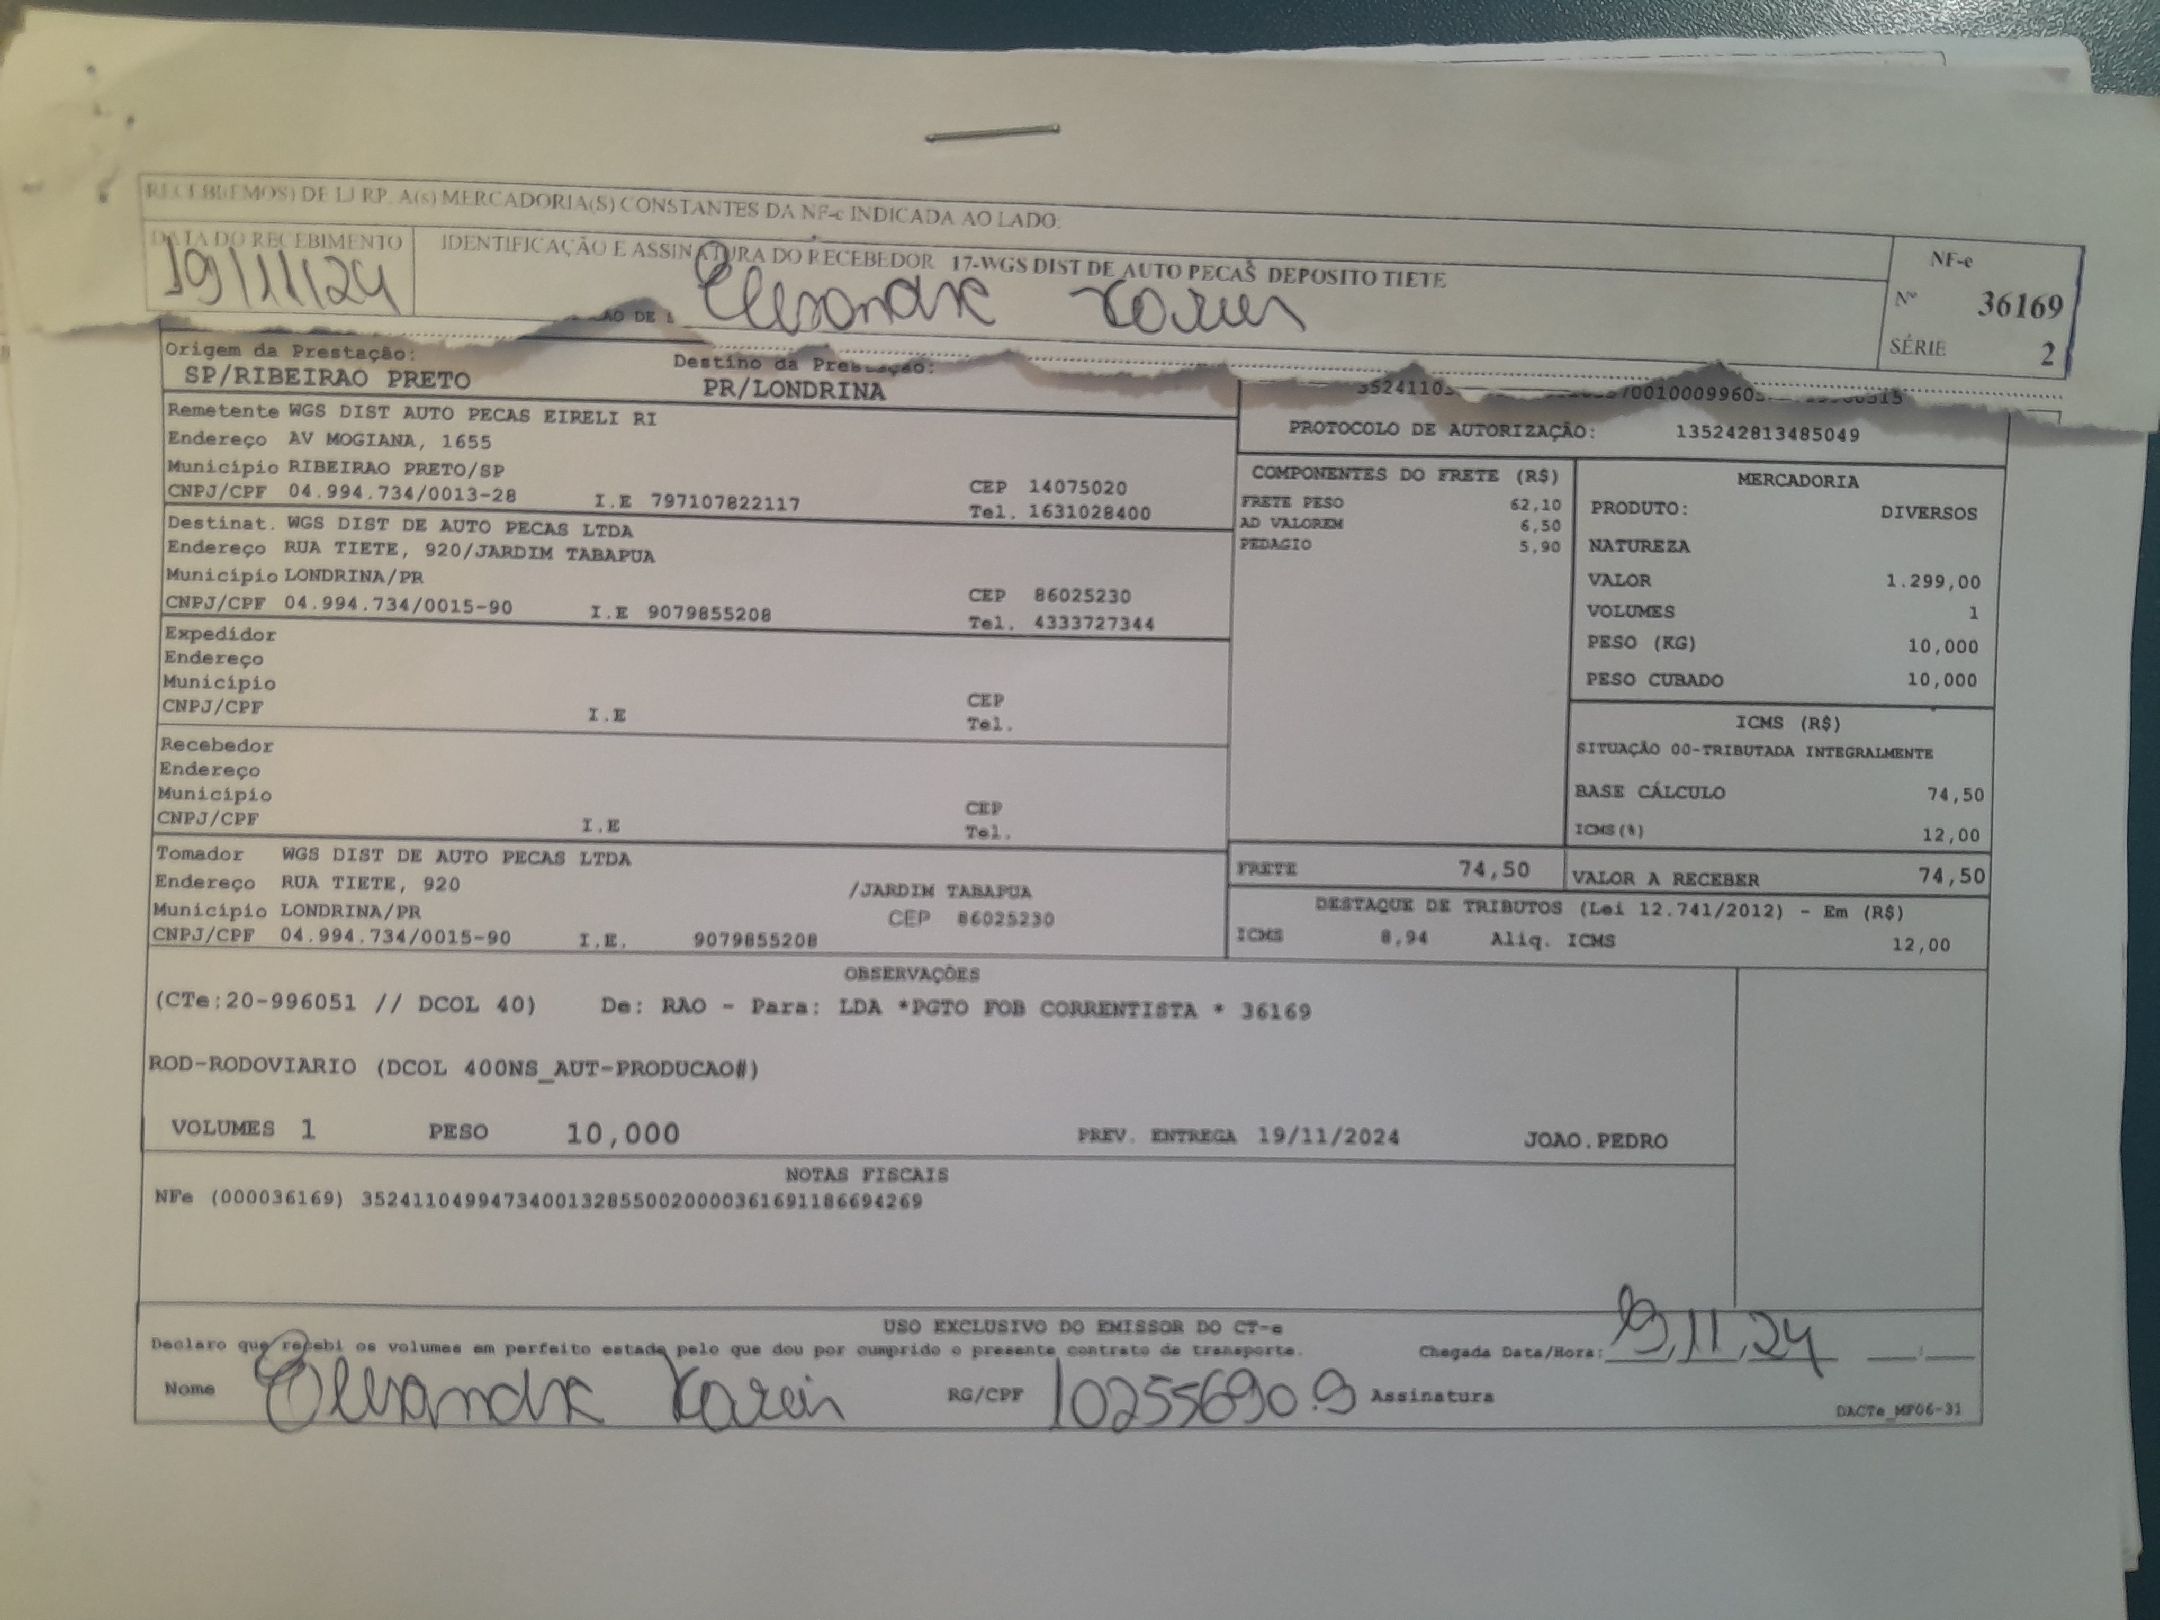 RECEBI(EMOS) DE LJ RP. A(s) MERCADORIA(S) CONSTANTES DA NF-e INDICADA AO LADO.
DATA DO RECEBIMENTO
19/11/24
IDENTIFICAÇÃO E ASSINATURA DO RECEBEDOR 17-WGS DIST DE AUTO PECAS DEPOSITO TIETE
NF-e
Nº 36169
SÉRIE 2
Origem da Prestação:
SP/RIBEIRAO PRETO
Destino da Prestação:
PR/LONDRINA
PROTOCOLO DE AUTORIZAÇÃO: 135242813485049
Remetente WGS DIST AUTO PECAS EIRELI RI
Endereço AV MOGIANA, 1655
Município RIBEIRAO PRETO/SP CEP 14075020
CNPJ/CPF 04.994.734/0013-28 I.E 797107822117 Tel. 1631028400
Destinat. WGS DIST DE AUTO PECAS LTDA
Endereço RUA TIETE, 920/JARDIM TABAPUA
Município LONDRINA/PR CEP 86025230
CNPJ/CPF 04.994.734/0015-90 I.E 9079855208 Tel. 4333727344
Expedidor
Endereço
Município CEP
CNPJ/CPF I.E Tel.
Recebedor
Endereço
Município CEP
CNPJ/CPF I.E Tel.
Tomador WGS DIST DE AUTO PECAS LTDA
Endereço RUA TIETE, 920 /JARDIM TABAPUA
Município LONDRINA/PR CEP 86025230
CNPJ/CPF 04.994.734/0015-90 I.E. 9079855208
COMPONENTES DO FRETE (R$)
FRETE PESO 62,10
AD VALOREM 6,50
PEDAGIO 5,90
MERCADORIA
PRODUTO: DIVERSOS
NATUREZA
VALOR 1.299,00
VOLUMES 1
PESO (KG) 10,000
PESO CUBADO 10,000
ICMS (R$)
SITUAÇÃO 00-TRIBUTADA INTEGRALMENTE
BASE CÁLCULO 74,50
ICMS(%) 12,00
FRETE 74,50 VALOR A RECEBER 74,50
DESTAQUE DE TRIBUTOS (Lei 12.741/2012) - Em (R$)
ICMS 8,94 Aliq. ICMS 12,00
OBSERVAÇÕES
(CTe:20-996051 // DCOL 40) De: RAO - Para: LDA *PGTO FOB CORRENTISTA * 36169
ROD-RODOVIARIO (DCOL 400NS_AUT-PRODUCAO#)
VOLUMES 1 PESO 10,000 PREV. ENTREGA 19/11/2024 JOAO.PEDRO
NOTAS FISCAIS
NFe (000036169) 35241104994734001328550020000361691186694269
USO EXCLUSIVO DO EMISSOR DO CT-e
Declaro que recebi os volumes em perfeito estado pelo que dou por cumprido o presente contrato de transporte. Chegada Data/Hora: 19/11/24
Nome RG/CPF 10255690.9 Assinatura
DACTe_MF06-31